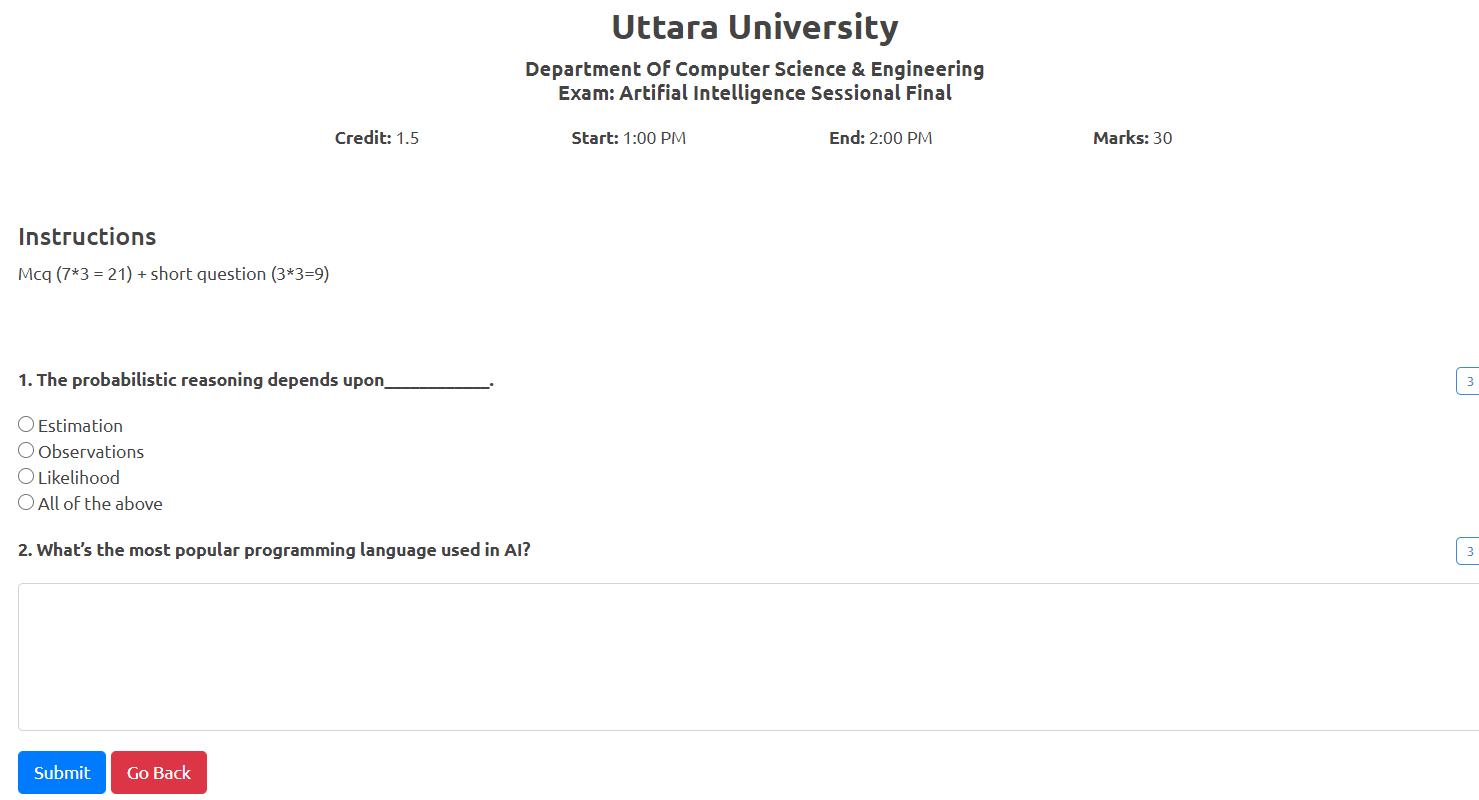 Uttara University
Department Of Computer Science & Engineering
Exam: Artifial Intelligence Sessional Final
Credit: 1.5 Start: 1:00 PM End: 2:00 PM Marks: 30
Instructions
Mcq (7*3 = 21) + short question (3*3=9)
1. The probabilistic reasoning depends upon____________. 3
Estimation
Observations
Likelihood
All of the above
2. What’s the most popular programming language used in AI? 3
Submit Go Back